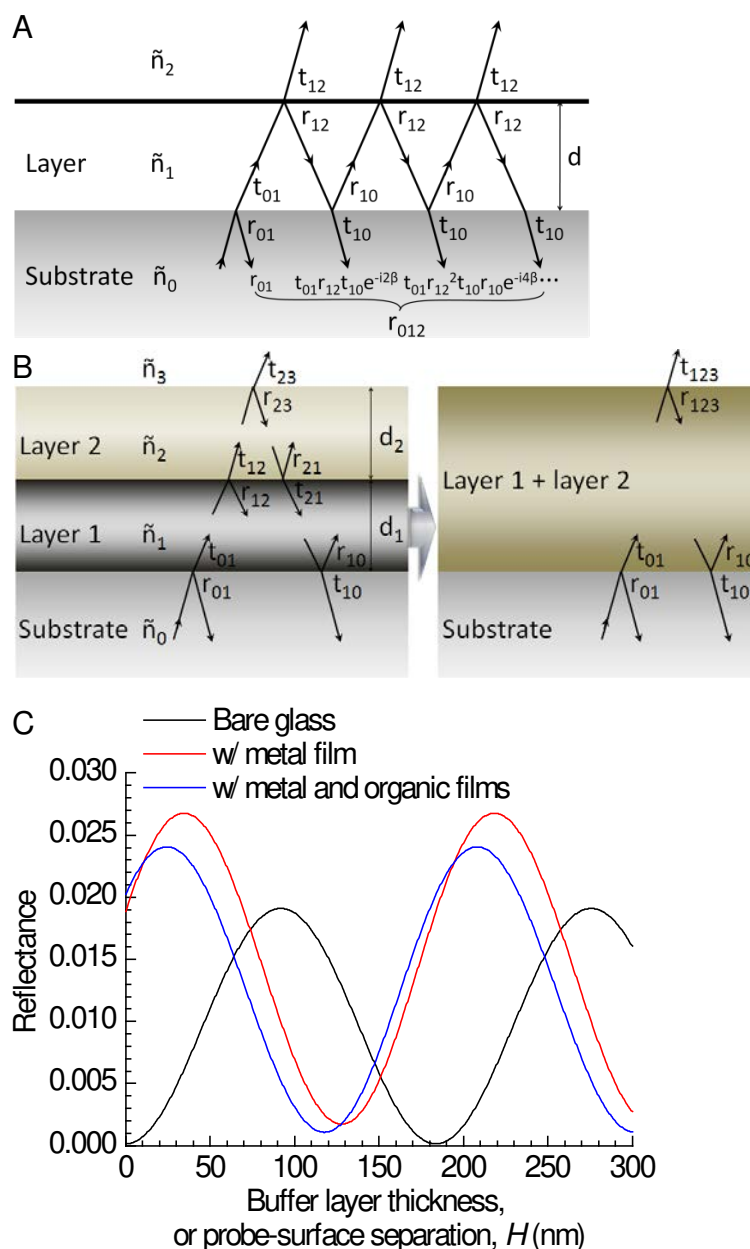 A
ñ₂
t₁₂ t₁₂ t₁₂
r₁₂ r₁₂ r₁₂
Layer ñ₁ d
t₀₁ r₁₀ r₁₀
r₀₁ t₁₀ t₁₀ t₁₀
Substrate ñ₀ r₀₁ t₀₁r₁₂t₁₀e⁻ⁱ²ᵝ t₀₁r₁₂²t₁₀r₁₀e⁻ⁱ⁴ᵝ ···
r₀₁₂
B
ñ₃ t₂₃
r₂₃
Layer 2 ñ₂ d₂
t₁₂ r₂₁
r₁₂ t₂₁
Layer 1 ñ₁ d₁
t₀₁ r₁₀
r₀₁ t₁₀
Substrate ñ₀
t₁₂₃
r₁₂₃
Layer 1 + layer 2
t₀₁ r₁₀
r₀₁ t₁₀
Substrate
C
Bare glass
w/ metal film
w/ metal and organic films
0.030
0.025
0.020
0.015
0.010
0.005
0.000
Reflectance
0 50 100 150 200 250 300
Buffer layer thickness,
or probe-surface separation, H (nm)